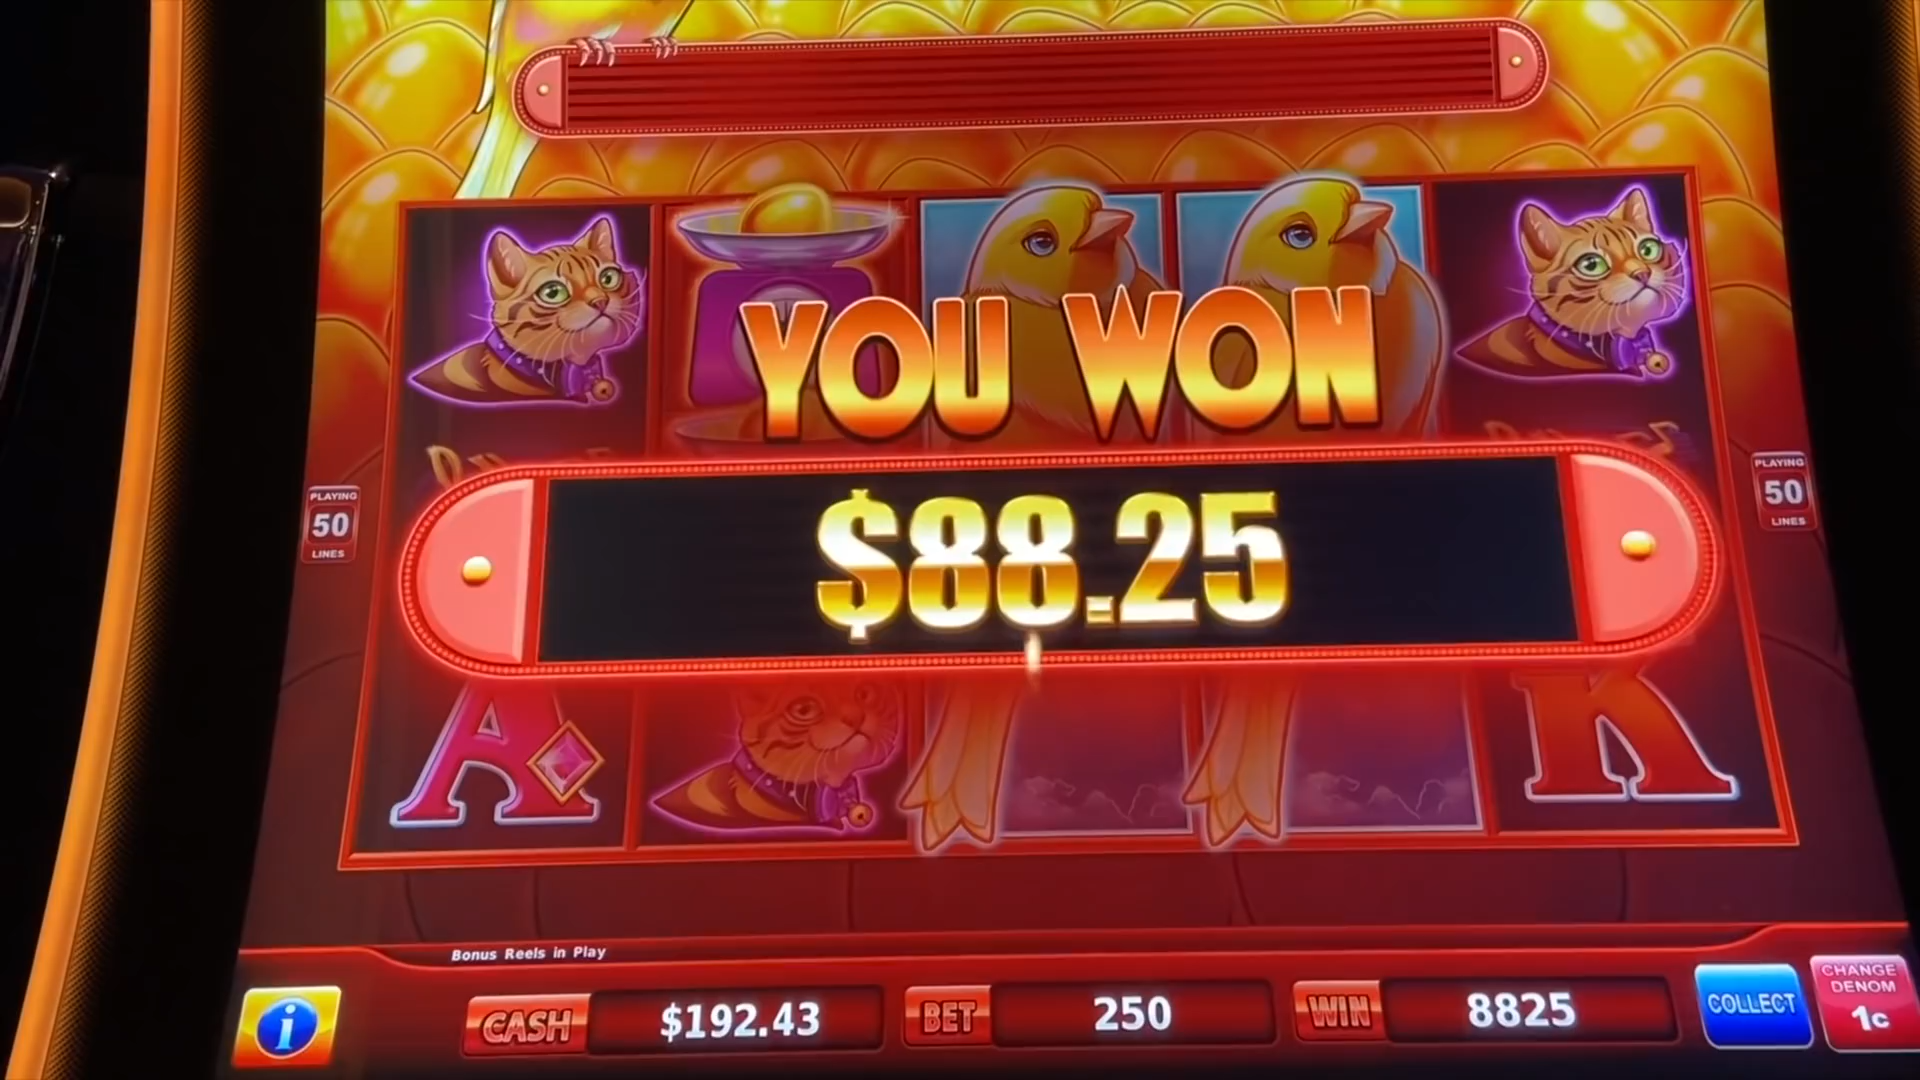 YOU WON
PLAYING
50
LINES
$88.25
PLAYING
50
LINES
A
K
Bonus Reels in Play
i
CASH
$192.43
BET
250
WIN
8825
COLLECT
CHANGE
DENOM
1¢